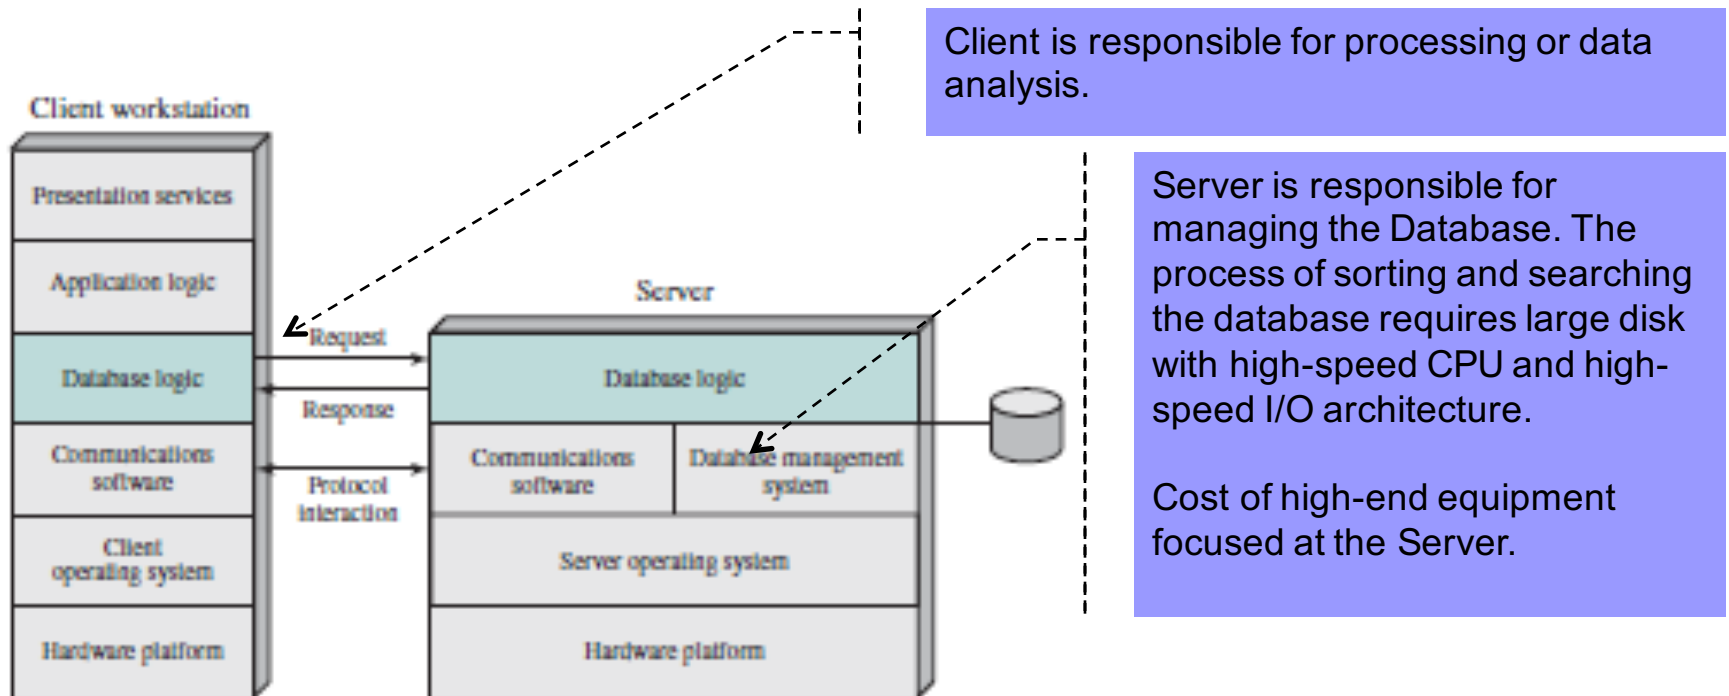 Client is responsible for processing or data
analysis.
Client workstation
Presentation services
Application logic
Database logic
Communications
software
Client
operating system
Hardware platform
Request
Response
Protocol
interaction
Server
Database logic
Communications
software
Database management
system
Server operating system
Hardware platform
Server is responsible for
managing the Database. The
process of sorting and searching
the database requires large disk
with high-speed CPU and high-
speed I/O architecture.
Cost of high-end equipment
focused at the Server.